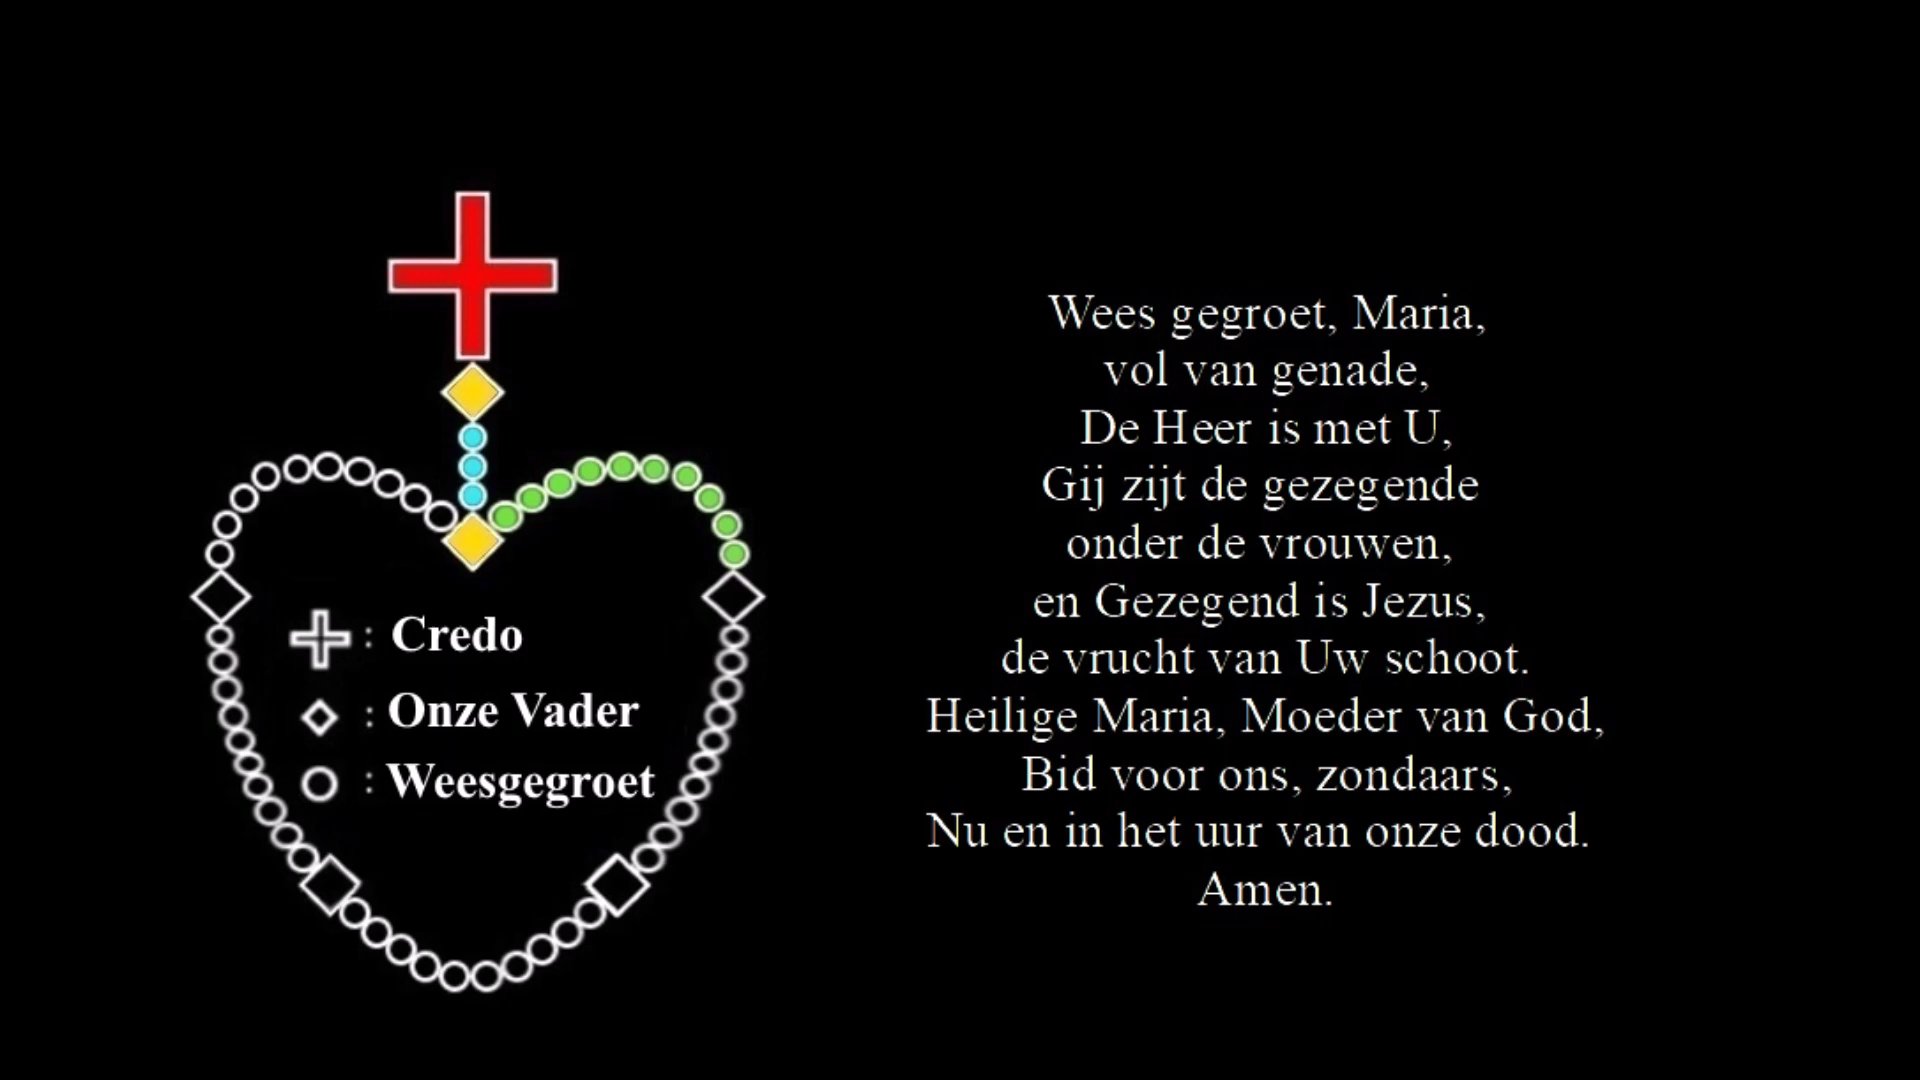 : Credo
: Onze Vader
: Weesgegroet
Wees gegroet, Maria,
vol van genade,
De Heer is met U,
Gij zijt de gezegende
onder de vrouwen,
en Gezegend is Jezus,
de vrucht van Uw schoot.
Heilige Maria, Moeder van God,
Bid voor ons, zondaars,
Nu en in het uur van onze dood.
Amen.